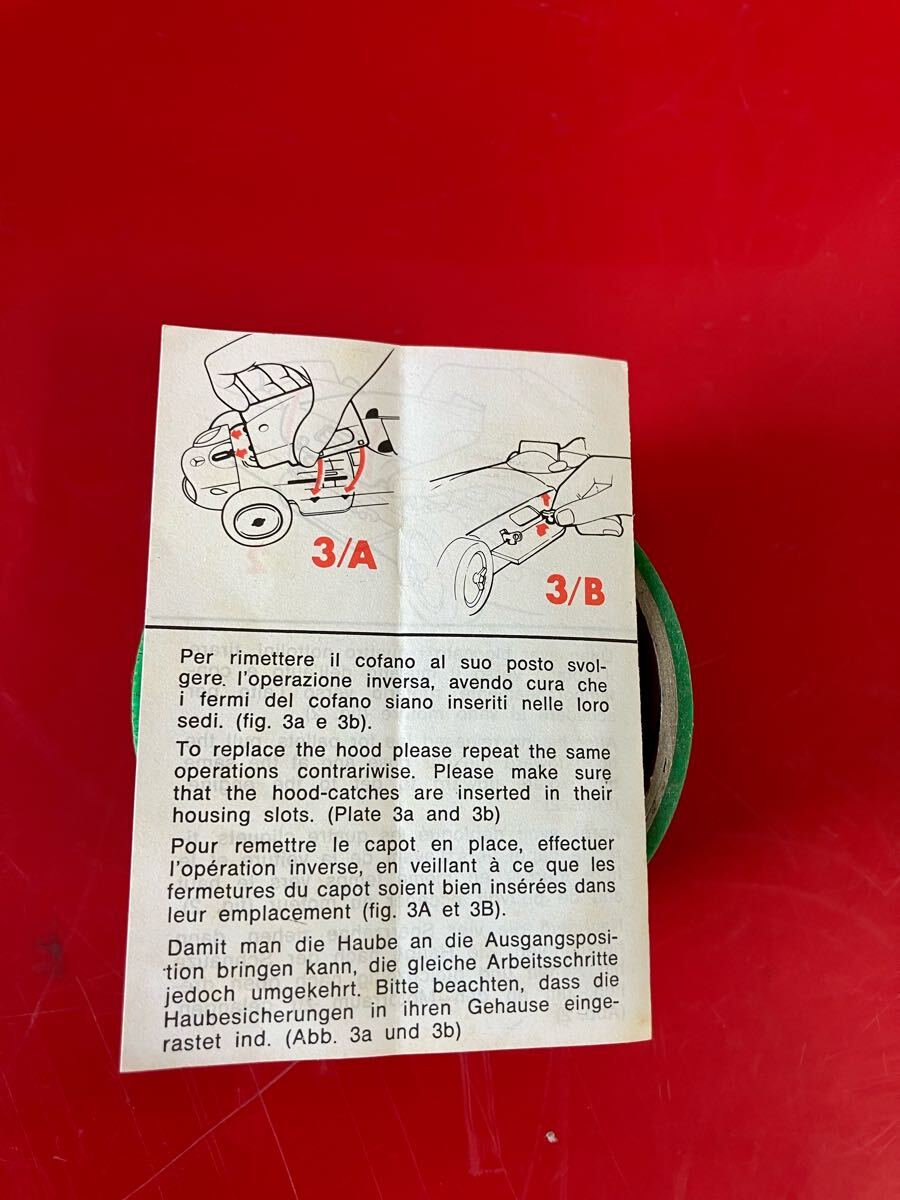 3/A
3/B
Per rimettere il cofano al suo posto svol-
gere. l'operazione inversa, avendo cura che
i fermi del cofano siano inseriti nelle loro
sedi. (fig. 3a e 3b).
To replace the hood please repeat the same
operations contrariwise. Please make sure
that the hood-catches are inserted in their
housing slots. (Plate 3a and 3b)
Pour remettre le capot en place, effectuer
l'opération inverse, en veillant à ce que les
fermetures du capot soient bien insérées dans
leur emplacement (fig. 3A et 3B).
Damit man die Haube an die Ausgangsposi-
tion bringen kann, die gleiche Arbeitsschritte
jedoch umgekehrt. Bitte beachten, dass die
Haubesicherungen in ihren Gehause einge-
rastet ind. (Abb. 3a und 3b)